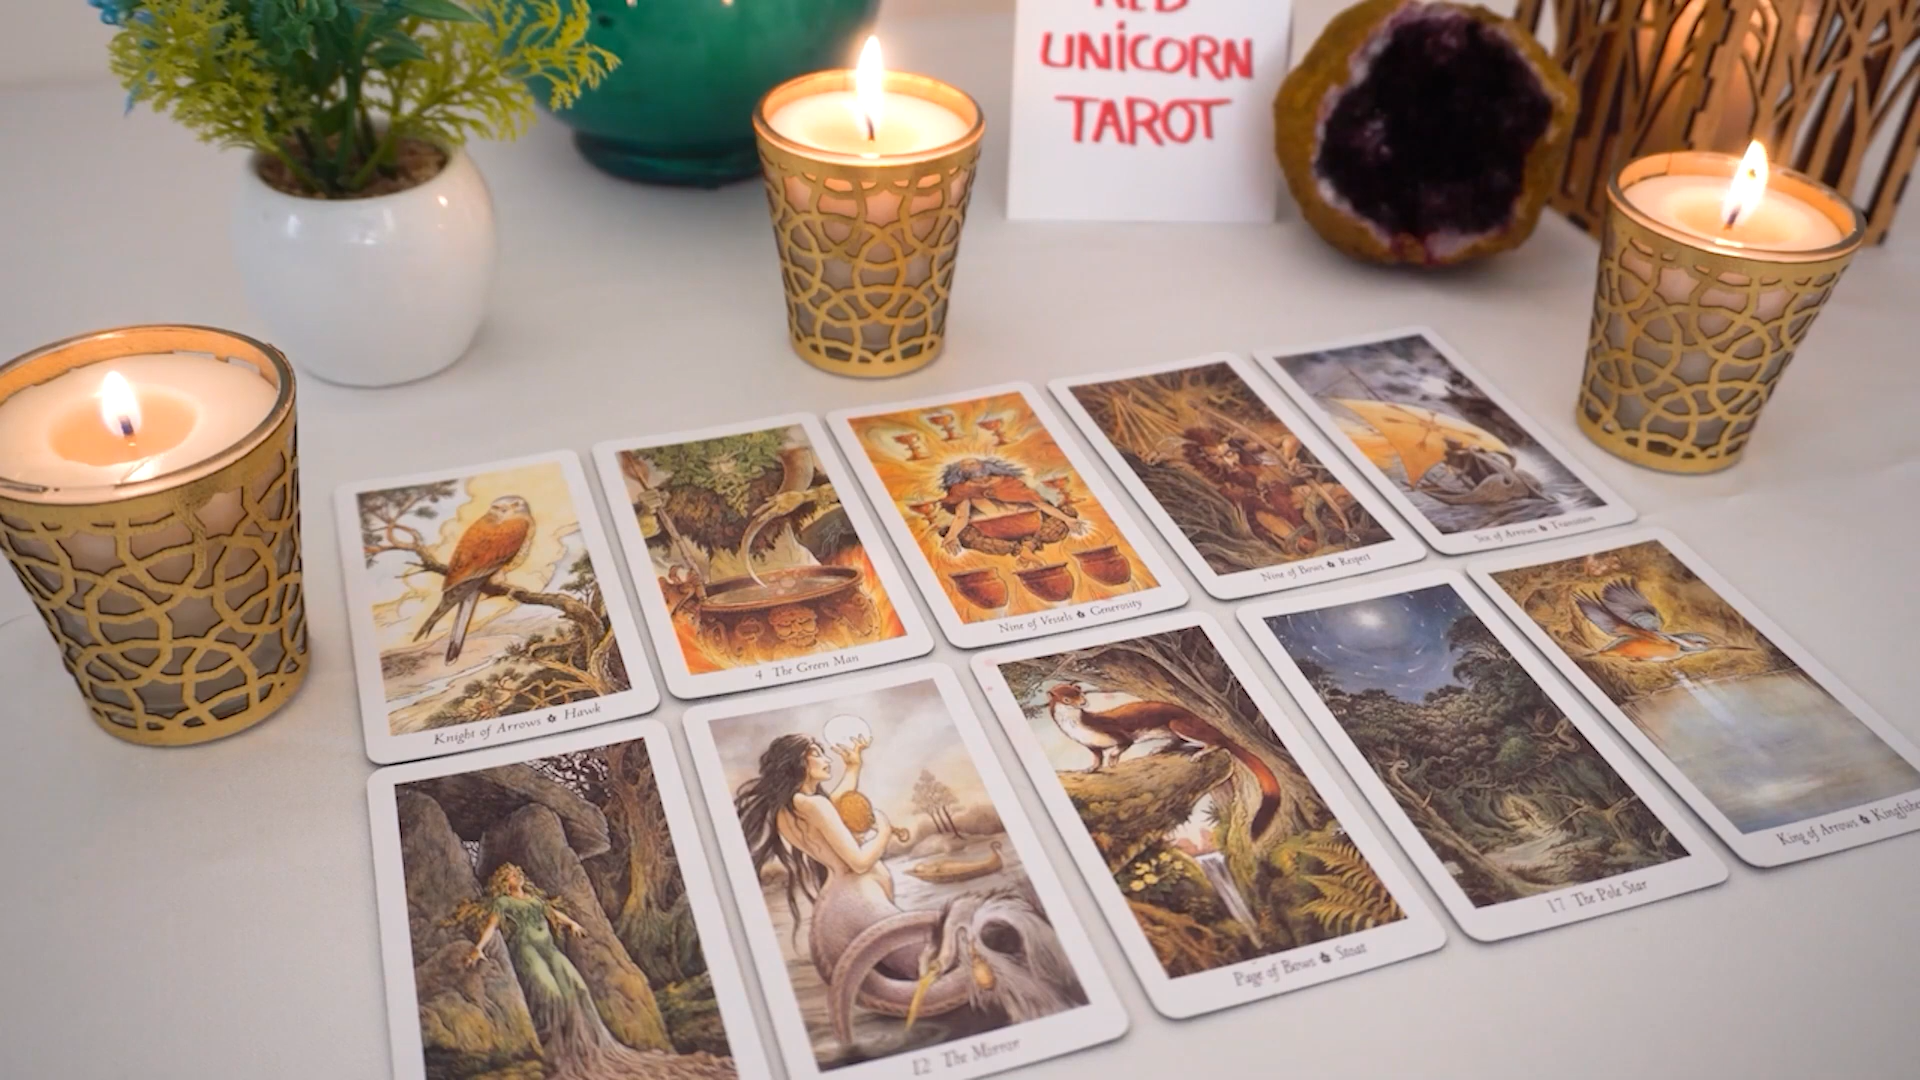 RED
UNICORN
TAROT
Knight of Arrows Hawk
4 The Green Man
Nine of Vessels Generosity
Nine of Bows Respect
Six of Arrows Transition
12 The Mirror
Page of Bows Stoat
17 The Pole Star
King of Arrows Kingfisher